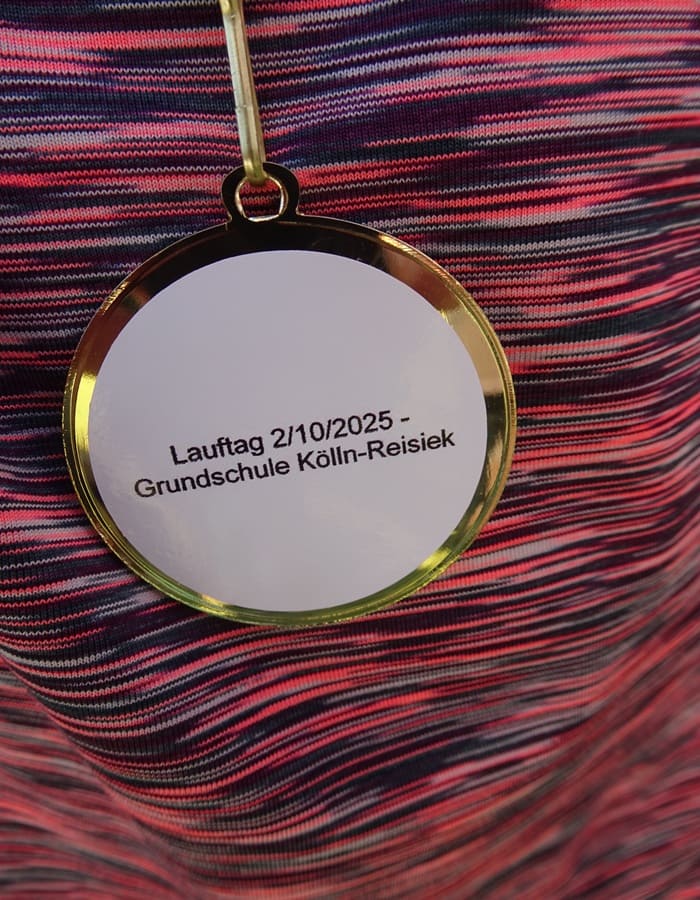 Lauftag 2/10/2025 -
Grundschule Kölln-Reisiek